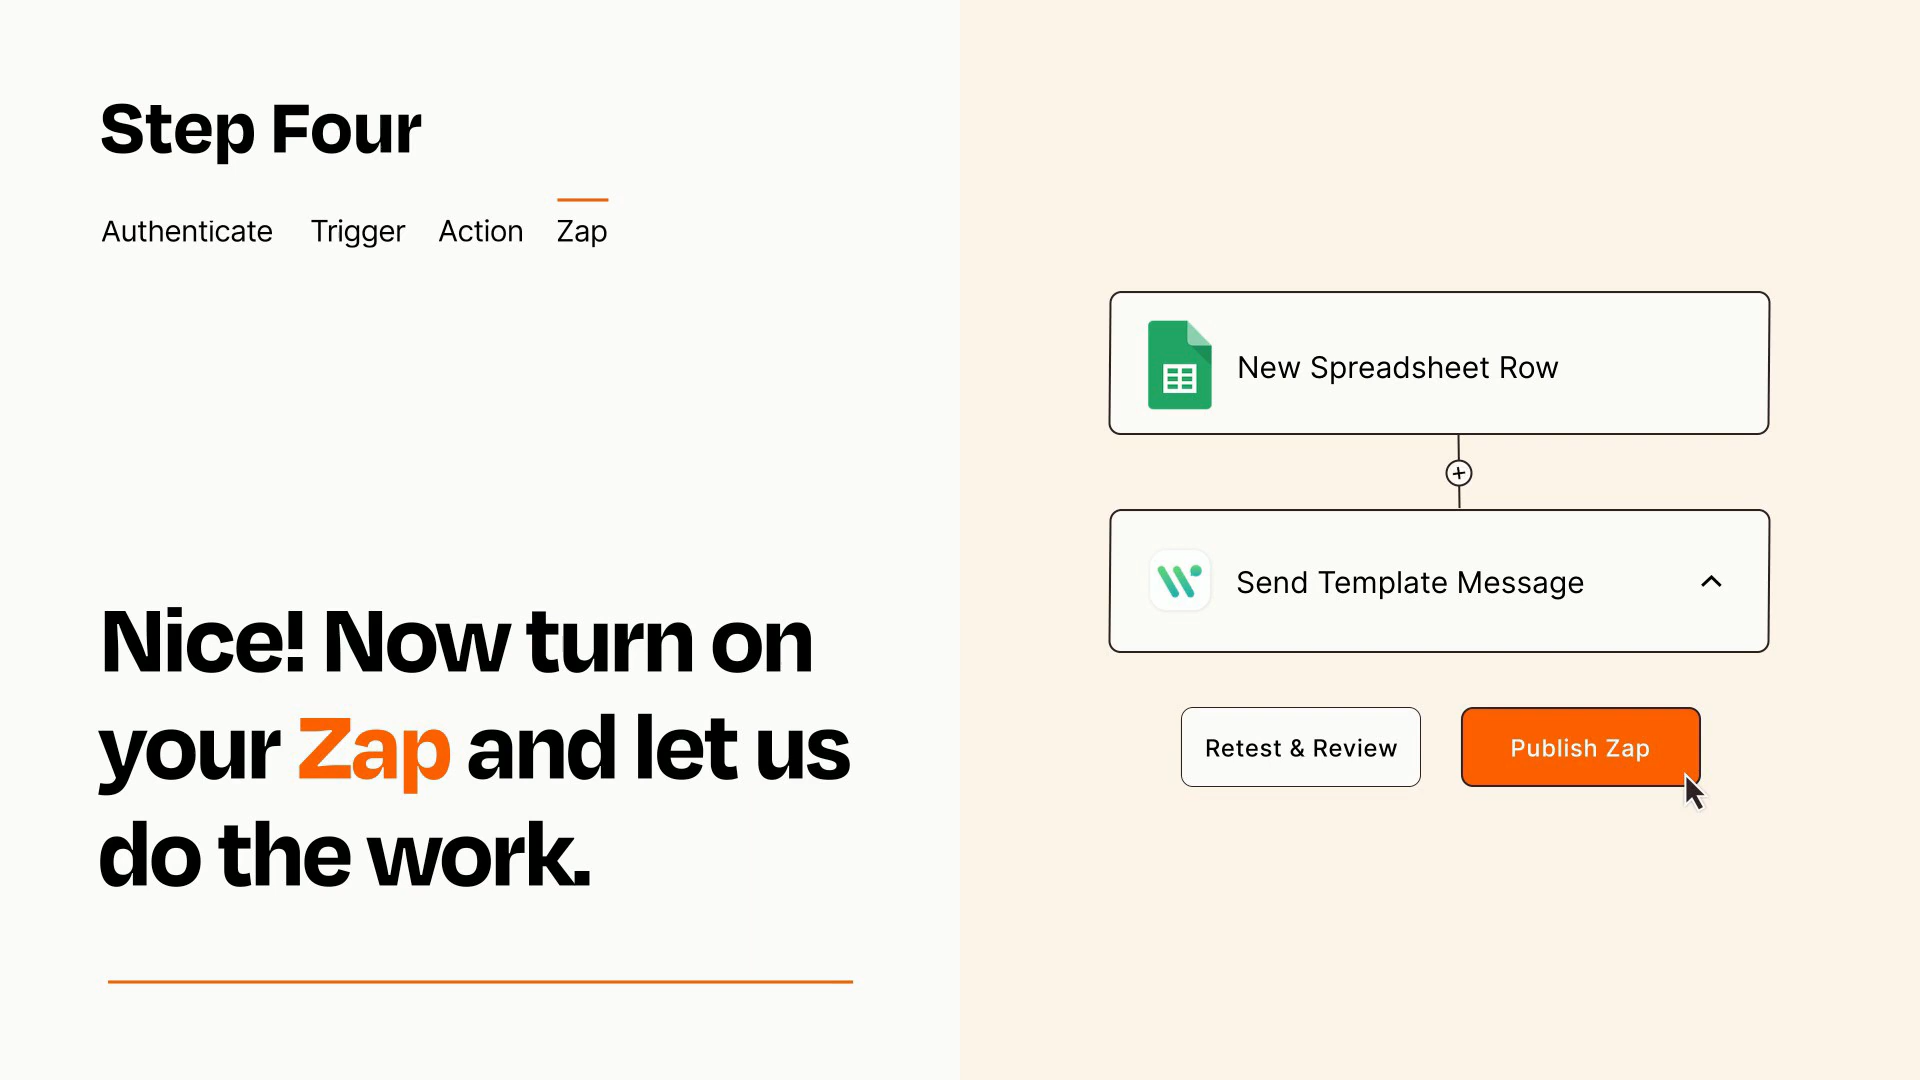 Step Four
Authenticate Trigger Action Zap
Nice! Now turn on
your Zap and let us
do the work.
New Spreadsheet Row
Send Template Message
Retest & Review
Publish Zap